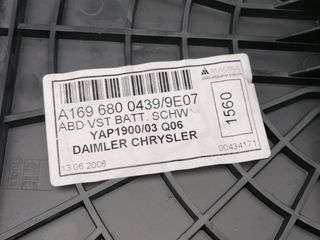 A169 680 0439/9E07
ABD VST BATT. SCHW
YAP1900/03 Q06
DAIMLER CHRYSLER
1560
13.06.2006
00434171